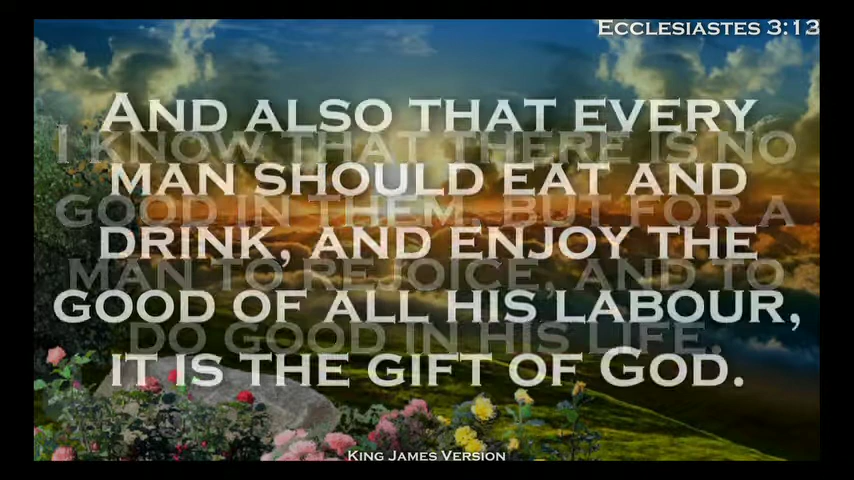 Ecclesiastes 3:13
And also that every
man should eat and
drink, and enjoy the
good of all his labour,
it is the gift of God.
I know that there is no
good in them, but for a
man to rejoice, and to
do good in his life.
King James Version